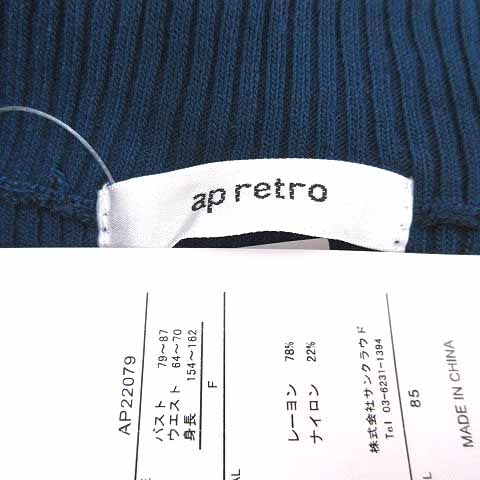 ap retro
AP22079
バスト 79～87
ウエスト 64～70
身長 154～162
F
レーヨン 78%
ナイロン 22%
株式会社サンクラウド
Tel 03-6231-1394
85
MADE IN CHINA